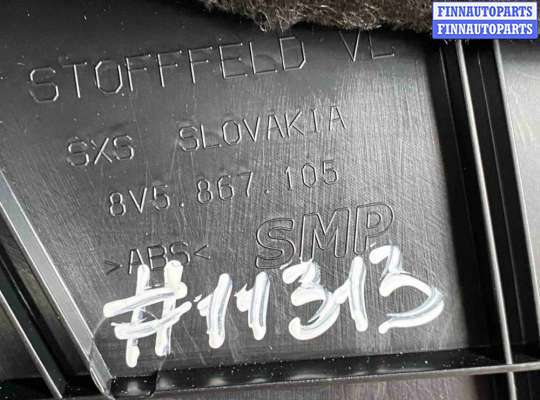 FINNAUTOPARTS
FINNAUTOPARTS
STOFFFELD VL
SXS SLOVAKIA
8V5.867.105
>ABS< SMP
#11313